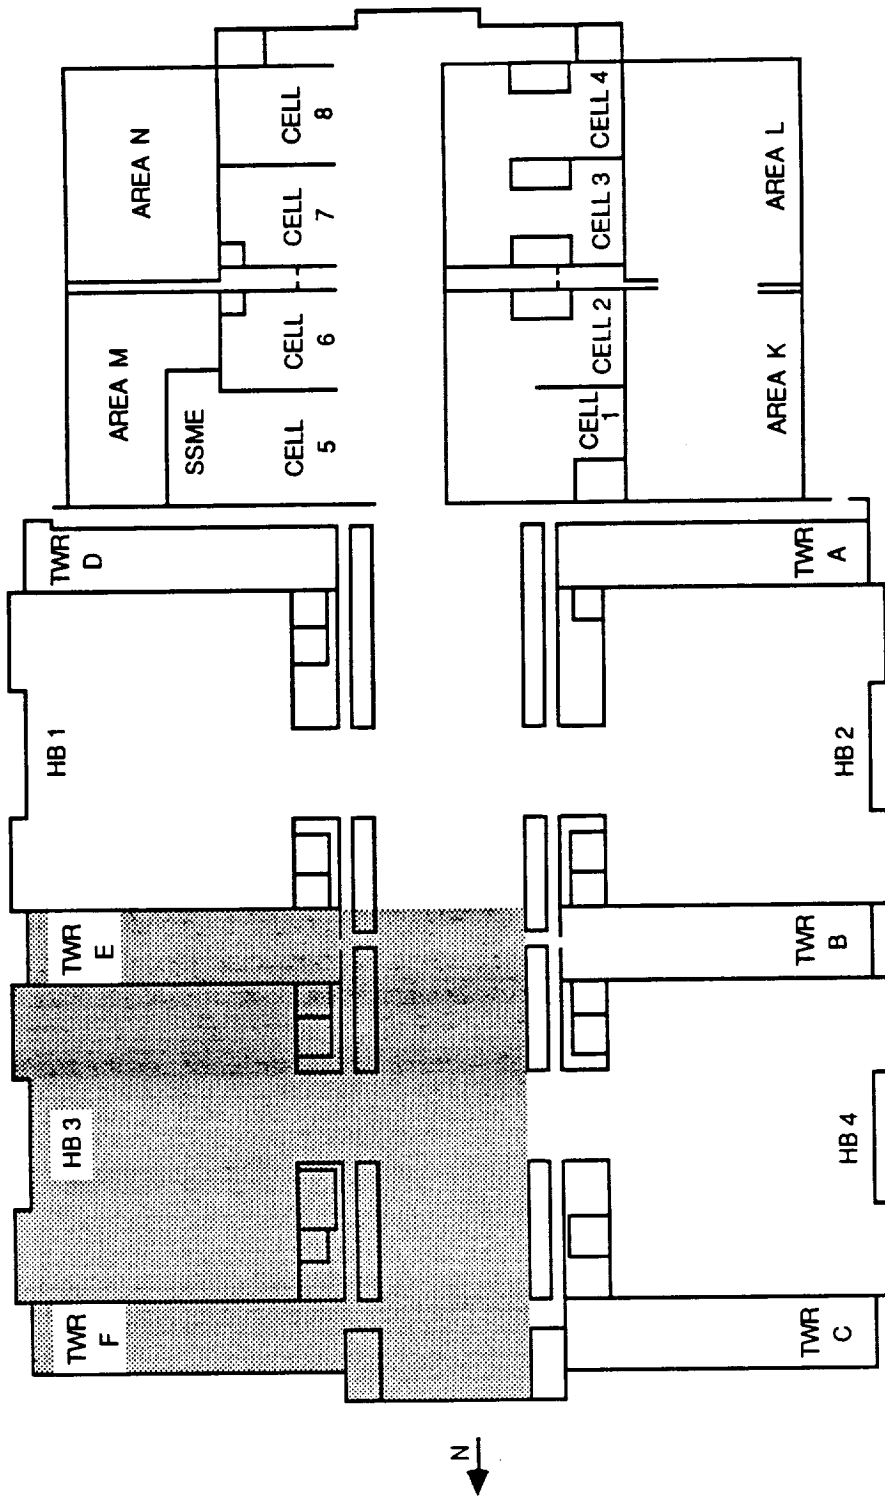 AREA N
CELL
8
CELL 4
AREA L
CELL
7
CELL 3
AREA M
CELL
6
CELL 2
AREA K
SSME
CELL
5
CELL
1
TWR
D
TWR
A
HB 1
HB 2
TWR
E
TWR
B
HB 3
HB 4
TWR
F
TWR
C
N